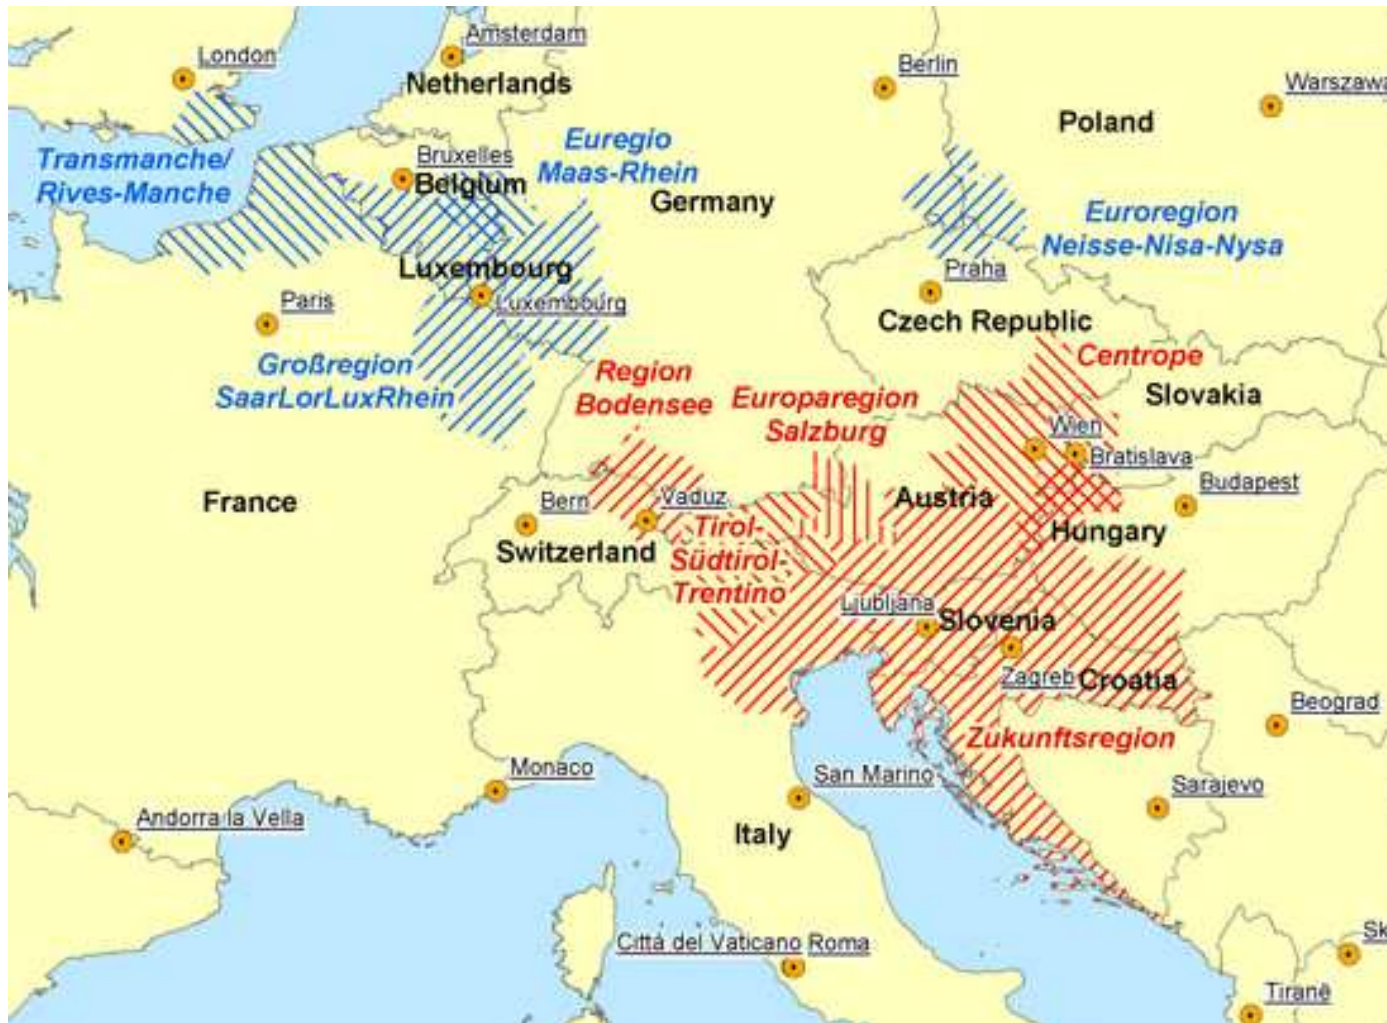 Amsterdam
London
Netherlands
Berlin
Warszawa
Poland
Transmanche/
Rives-Manche
Bruxelles
Belgium
Euregio
Maas-Rhein
Germany
Euroregion
Neisse-Nisa-Nysa
Luxembourg
Luxembourg
Paris
Praha
Czech Republic
Großregion
SaarLorLuxRhein
Region
Bodensee
Europaregion
Salzburg
Centrope
Slovakia
Wien
Bratislava
Budapest
France
Bern
Vaduz
Austria
Hungary
Switzerland
Tirol-
Südtirol-
Trentino
Ljubljana
Slovenia
Zagreb
Croatia
Beograd
Zukunftsregion
Monaco
San Marino
Sarajevo
Andorra la Vella
Italy
Città del Vaticano Roma
Sk
Tiranë